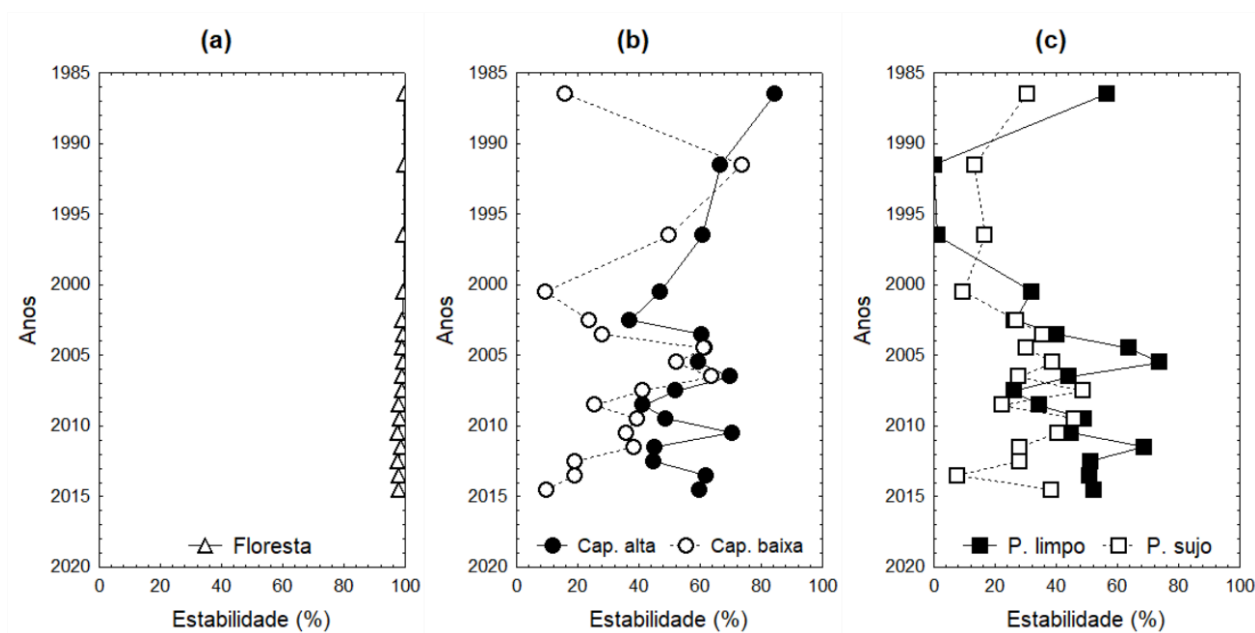 (a)
(b)
(c)
1985
1990
1995
2000
2005
2010
2015
2020
Anos
Floresta
0 20 40 60 80 100
Estabilidade (%)
1985
1990
1995
2000
2005
2010
2015
2020
Anos
Cap. alta Cap. baixa
0 20 40 60 80 100
Estabilidade (%)
1985
1990
1995
2000
2005
2010
2015
2020
Anos
P. limpo P. sujo
0 20 40 60 80 100
Estabilidade (%)